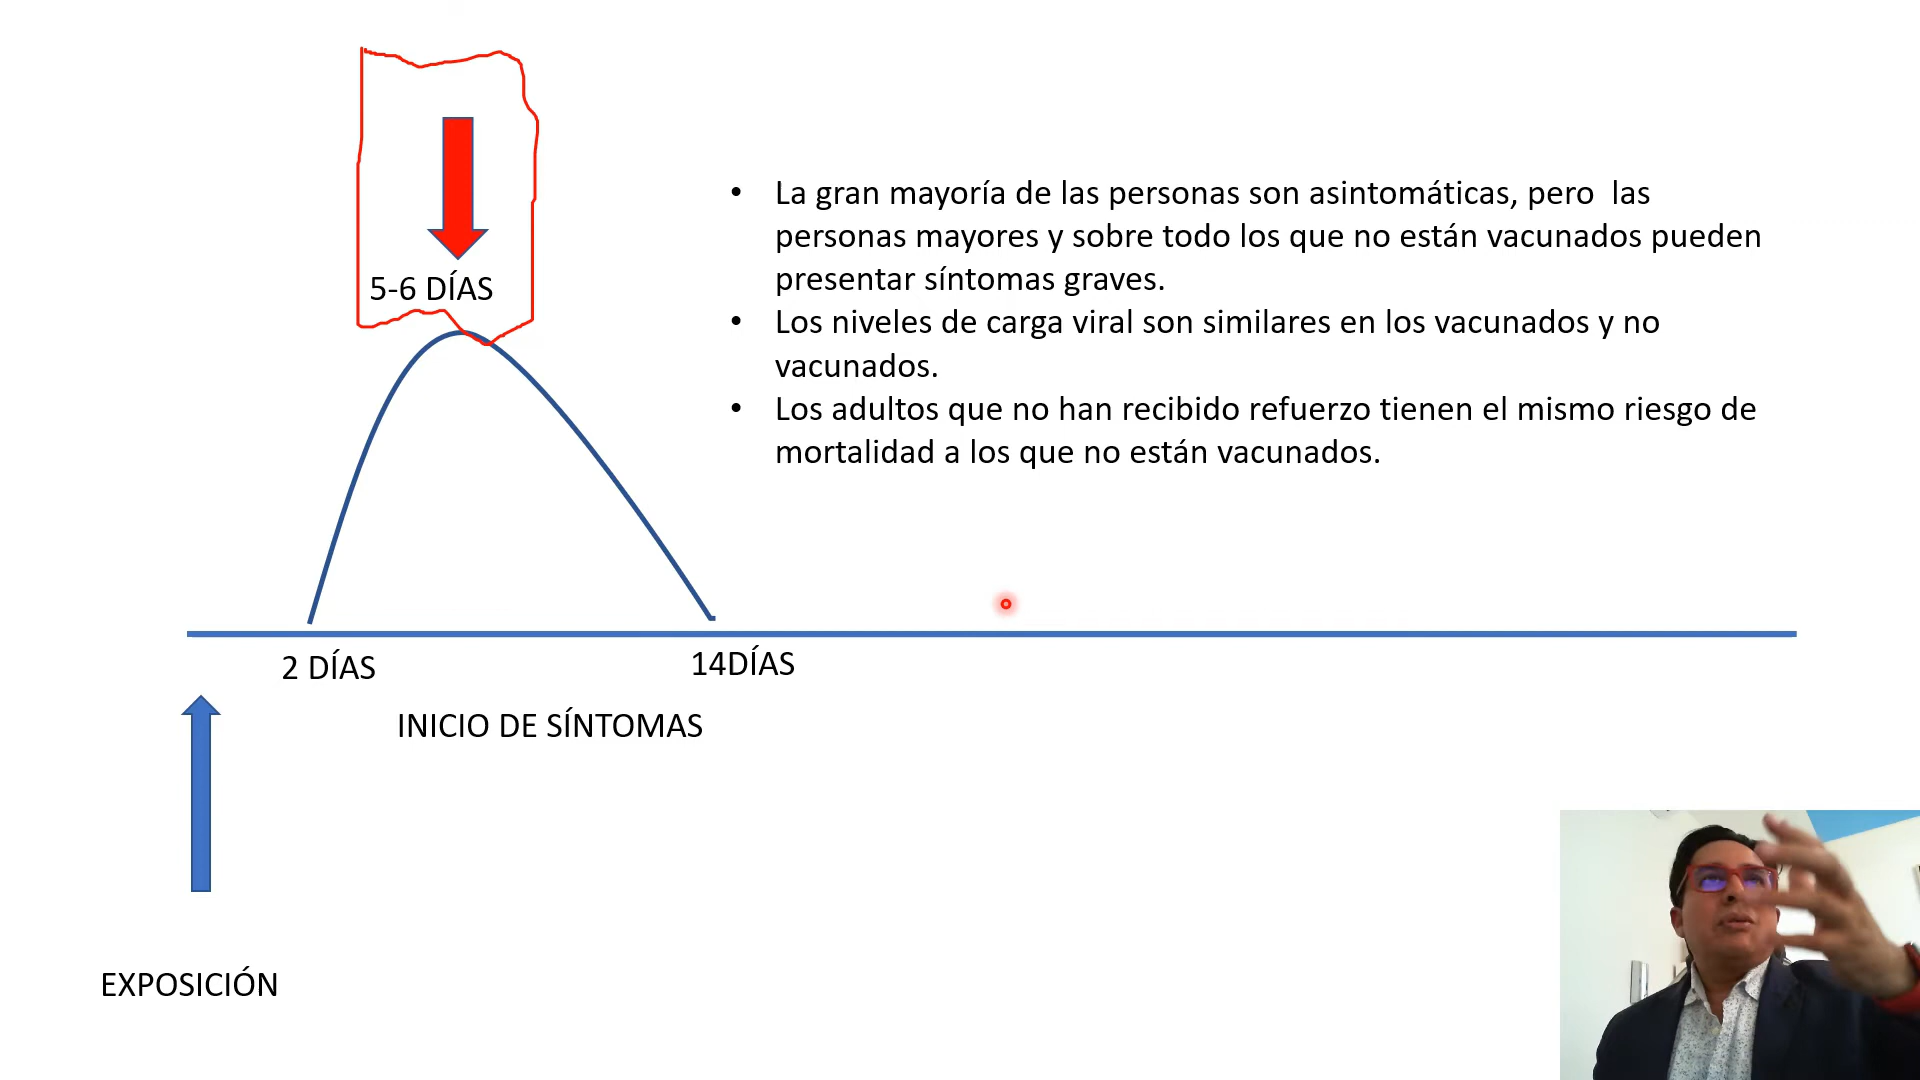 5-6 DÍAS
• La gran mayoría de las personas son asintomáticas, pero  las
personas mayores y sobre todo los que no están vacunados pueden
presentar síntomas graves.
• Los niveles de carga viral son similares en los vacunados y no
vacunados.
• Los adultos que no han recibido refuerzo tienen el mismo riesgo de
mortalidad a los que no están vacunados.
2 DÍAS
14DÍAS
INICIO DE SÍNTOMAS
EXPOSICIÓN